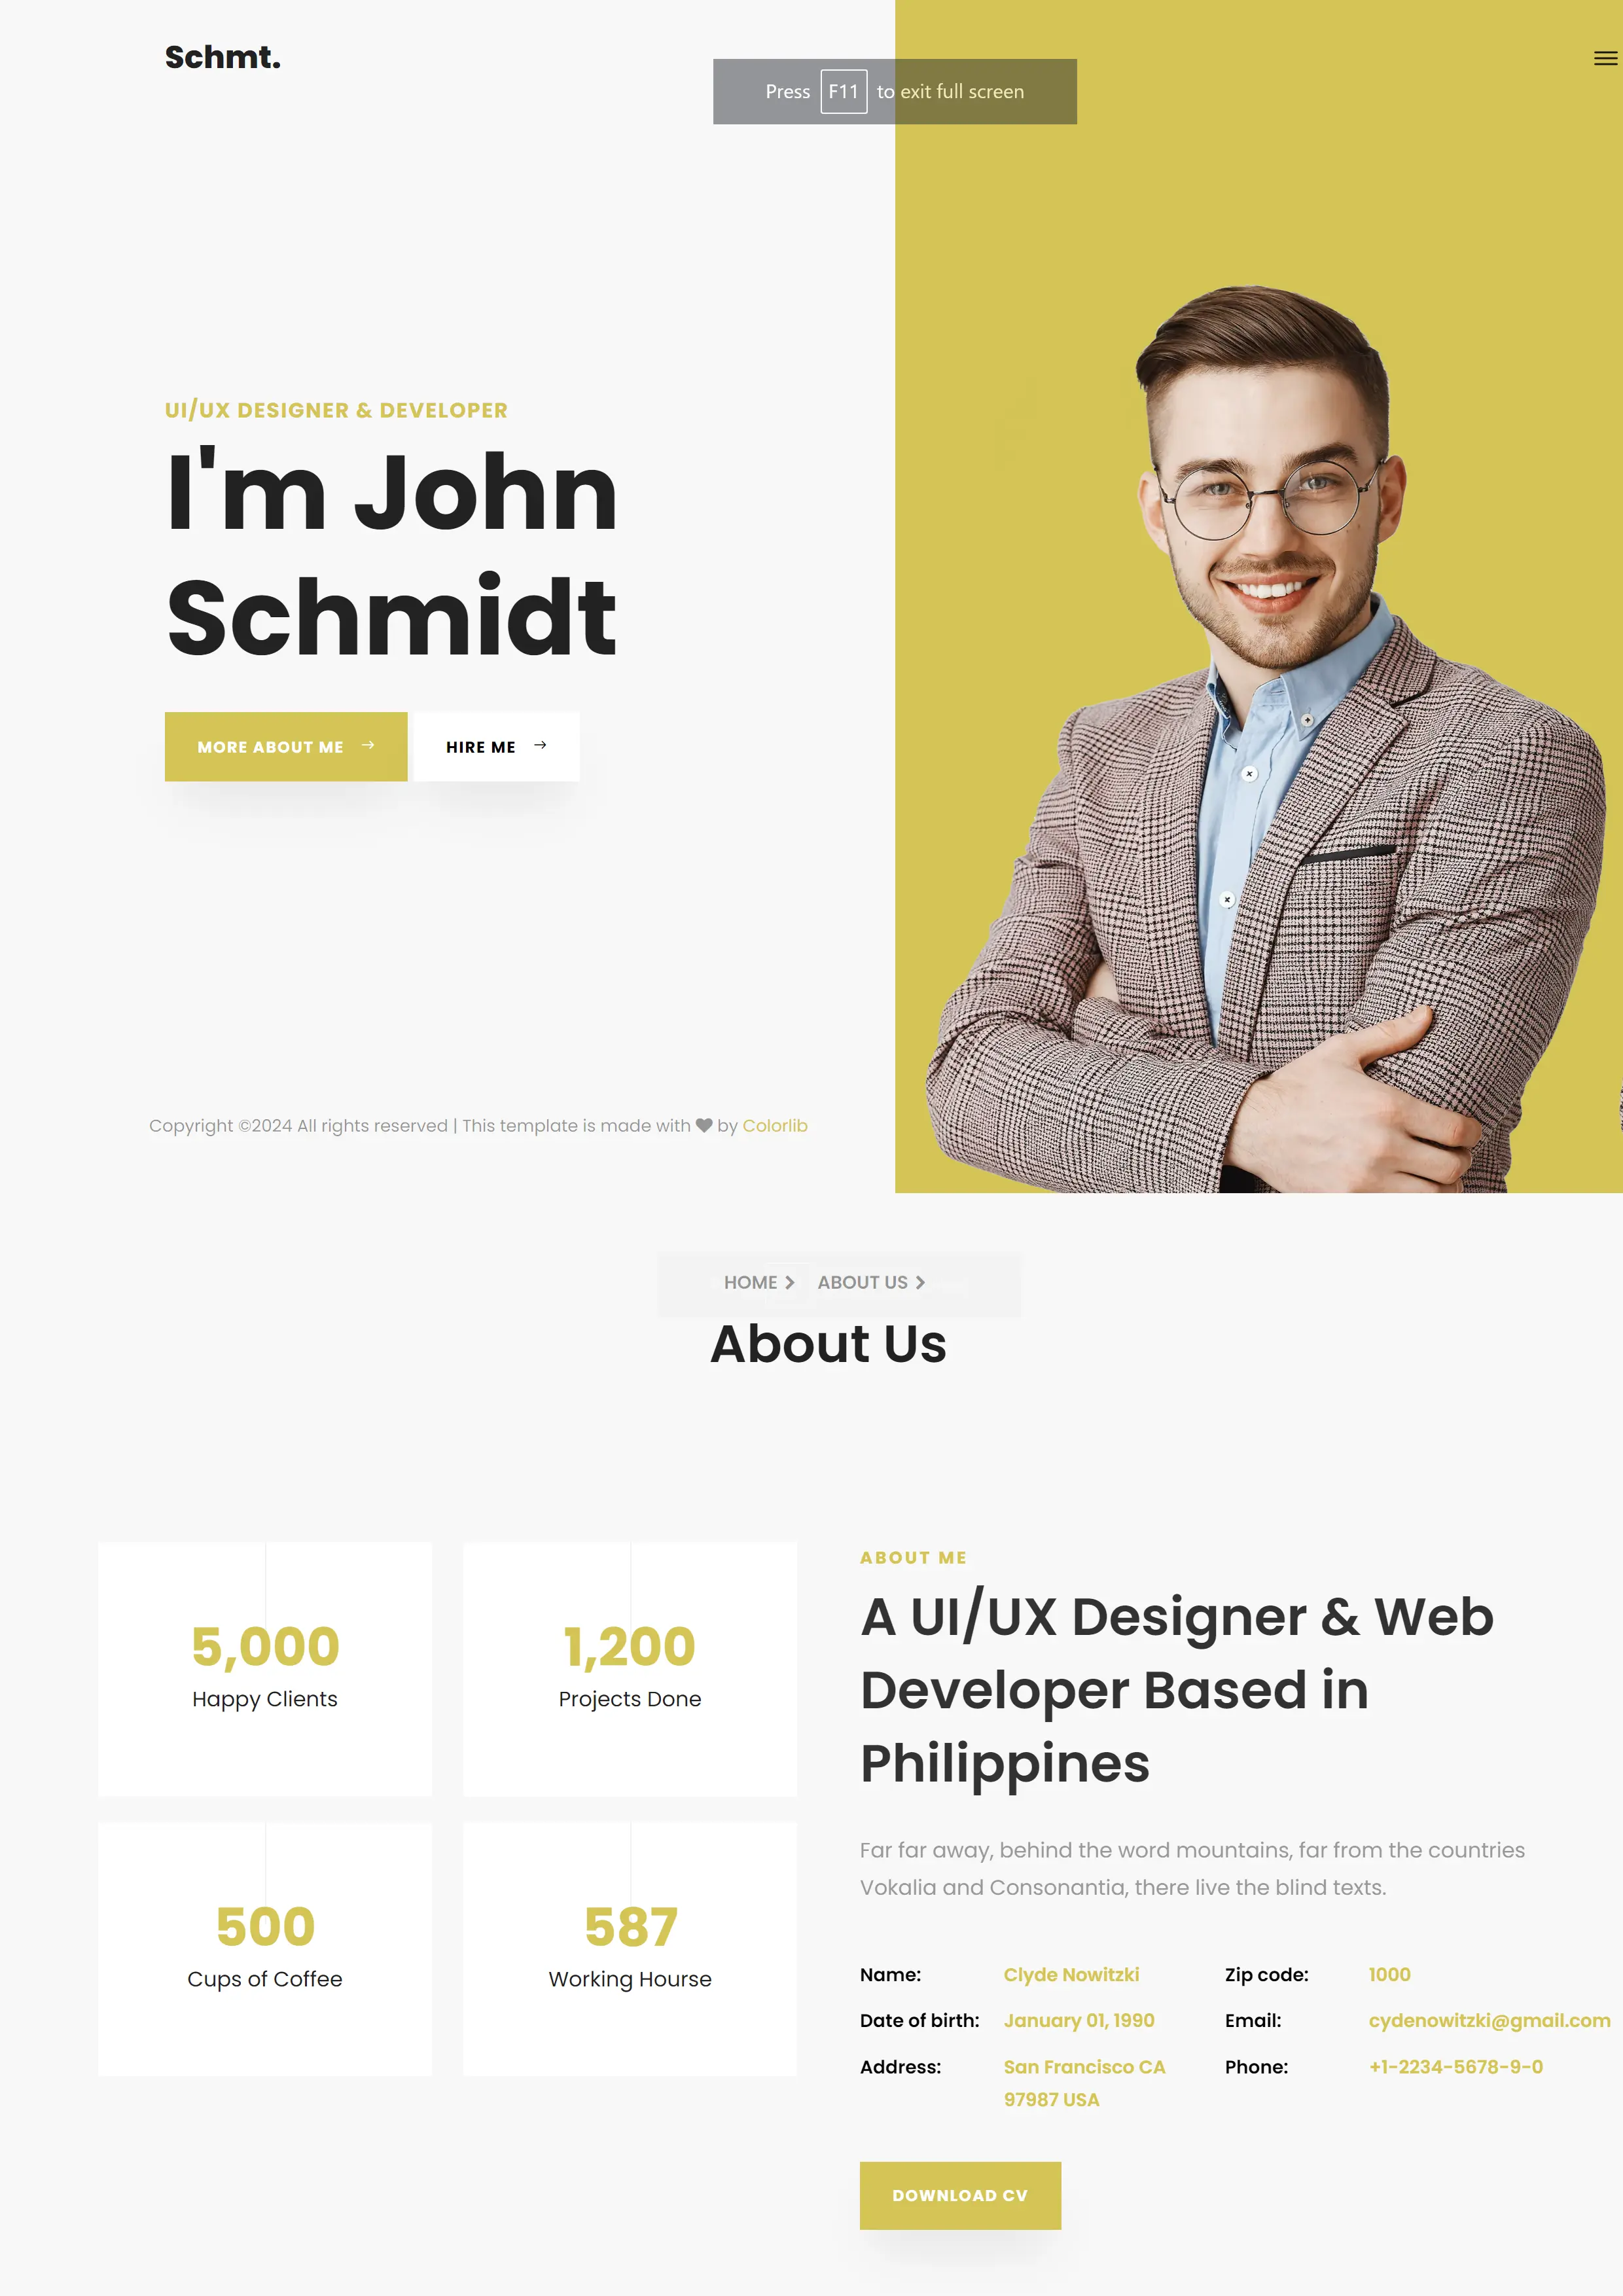 Schmt.
Press F11 to exit full screen
UI/UX DESIGNER & DEVELOPER
I'm John
Schmidt
MORE ABOUT ME → HIRE ME →
Copyright ©2024 All rights reserved | This template is made with ♥ by Colorlib
HOME > ABOUT US >
About Us
5,000
Happy Clients
1,200
Projects Done
500
Cups of Coffee
587
Working Hourse
ABOUT ME
A UI/UX Designer & Web
Developer Based in
Philippines
Far far away, behind the word mountains, far from the countries
Vokalia and Consonantia, there live the blind texts.
Name: Clyde Nowitzki
Date of birth: January 01, 1990
Address: San Francisco CA
97987 USA
Zip code: 1000
Email: cydenowitzki@gmail.com
Phone: +1-2234-5678-9-0
DOWNLOAD CV